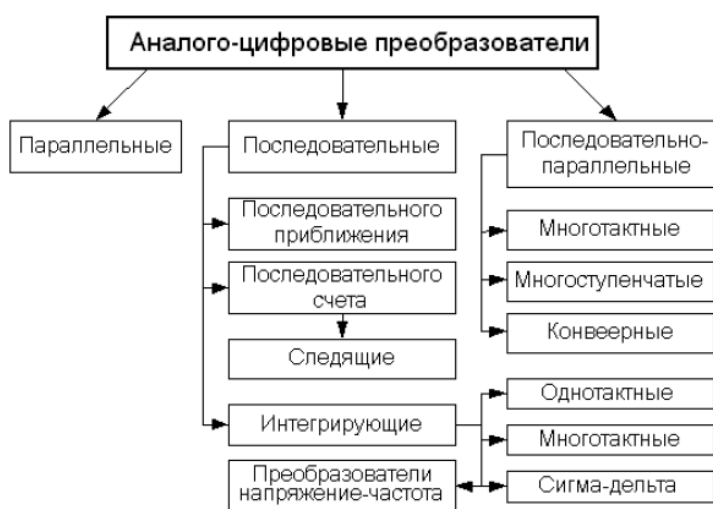 Аналого-цифровые преобразователи
Параллельные
Последовательные
Последовательно-
параллельные
Последовательного
приближения
Многотактные
Последовательного
счета
Многоступенчатые
Следящие
Конвеерные
Интегрирующие
Однотактные
Многотактные
Преобразователи
напряжение-частота
Сигма-дельта